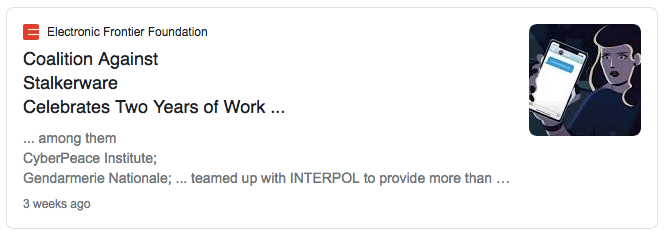 Electronic Frontier Foundation
Coalition Against
Stalkerware
Celebrates Two Years of Work ...
... among them
CyberPeace Institute;
Gendarmerie Nationale; ... teamed up with INTERPOL to provide more than ...
3 weeks ago